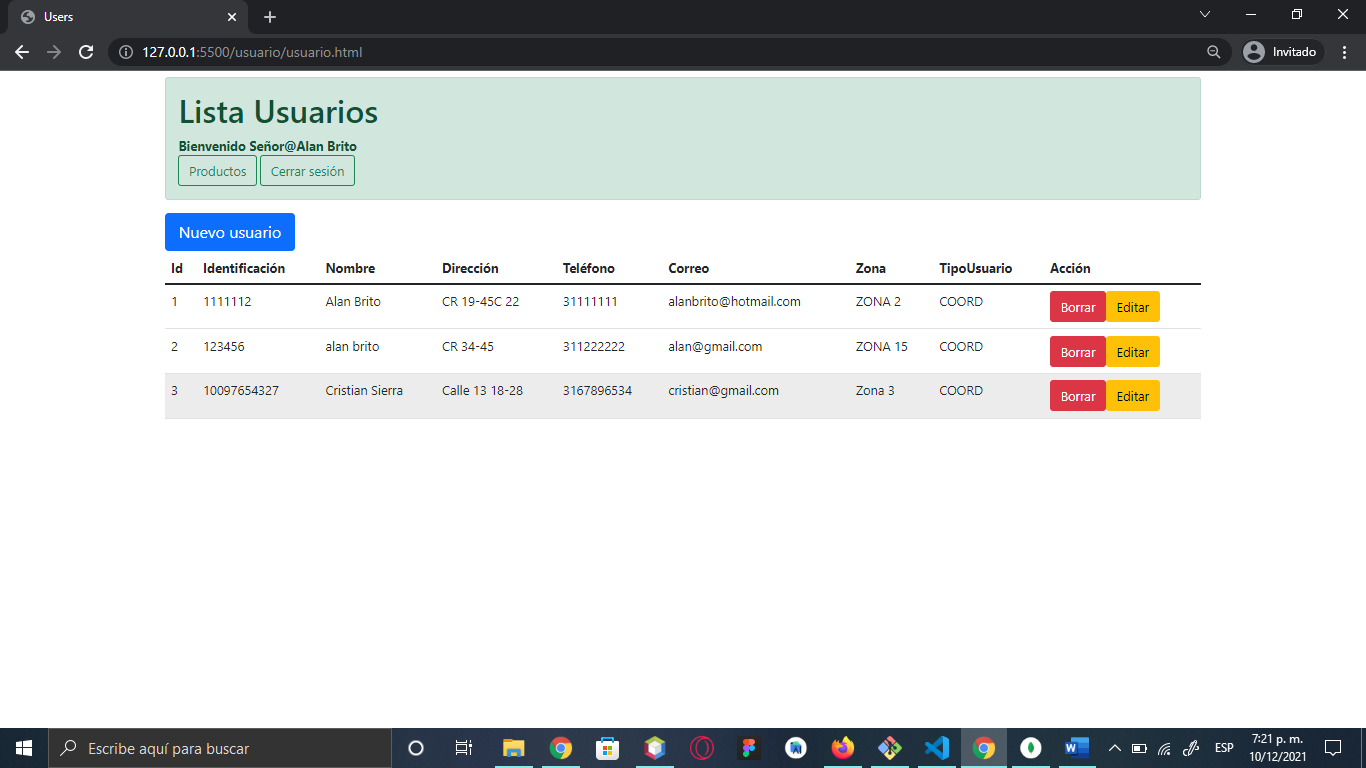 Users
127.0.0.1:5500/usuario/usuario.html
Invitado
Lista Usuarios
Bienvenido Señor@Alan Brito
Productos Cerrar sesión
Nuevo usuario
Id Identificación Nombre Dirección Teléfono Correo Zona TipoUsuario Acción
1 1111112 Alan Brito CR 19-45C 22 31111111 alanbrito@hotmail.com ZONA 2 COORD Borrar Editar
2 123456 alan brito CR 34-45 311222222 alan@gmail.com ZONA 15 COORD Borrar Editar
3 10097654327 Cristian Sierra Calle 13 18-28 3167896534 cristian@gmail.com Zona 3 COORD Borrar Editar
Escribe aquí para buscar
ESP
7:21 p. m.
10/12/2021